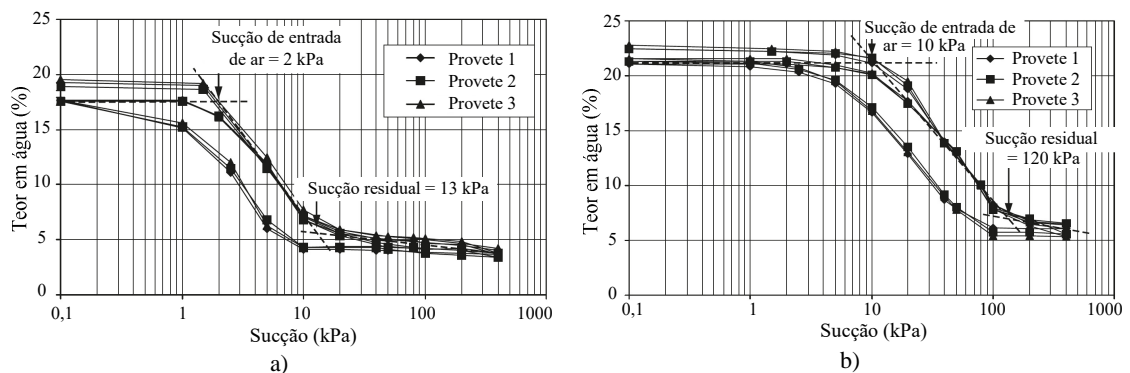 25
20
15
10
5
0
0,1
1
10
100
1000
Teor em água (%)
Sucção (kPa)
Sucção de entrada
de ar = 2 kPa
Provete 1
Provete 2
Provete 3
Sucção residual = 13 kPa
a)
25
20
15
10
5
0
0,1
1
10
100
1000
Teor em água (%)
Sucção (kPa)
Sucção de entrada de
ar = 10 kPa
Provete 1
Provete 2
Provete 3
Sucção residual
= 120 kPa
b)